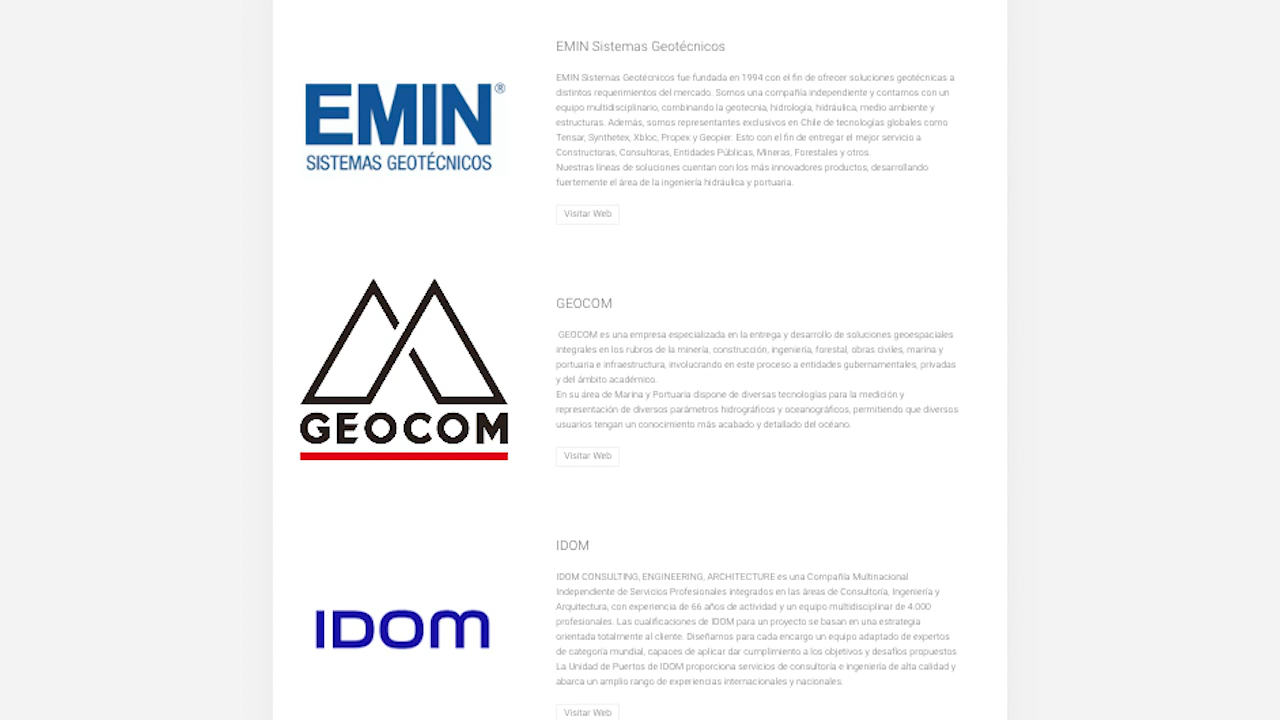 EMIN Sistemas Geotécnicos
EMIN®
SISTEMAS GEOTÉCNICOS
EMIN Sistemas Geotécnicos fue fundada en 1994 con el fin de ofrecer soluciones geotécnicas a
distintos requerimientos del mercado. Somos una compañía independiente y contamos con un
equipo multidisciplinario, combinando la geotecnia, hidrología, hidráulica, medio ambiente y
estructuras. Además, somos representantes exclusivos en Chile de tecnologías globales como
Tensar, Synthetex, Xbloc, Propex y Geopier. Esto con el fin de entregar el mejor servicio a
Constructoras, Consultoras, Entidades Públicas, Mineras, Forestales y otros.
Nuestras líneas de soluciones cuentan con los más innovadores productos, desarrollando
fuertemente el área de la ingeniería hidráulica y portuaria.
Visitar Web
GEOCOM
GEOCOM
GEOCOM es una empresa especializada en la entrega y desarrollo de soluciones geoespaciales
integrales en los rubros de la minería, construcción, ingeniería, forestal, obras civiles, marina y
portuaria e infraestructura, involucrando en este proceso a entidades gubernamentales, privadas
y del ámbito académico.
En su área de Marina y Portuaria dispone de diversas tecnologías para la medición y
representación de diversos parámetros hidrográficos y oceanográficos, permitiendo que diversos
usuarios tengan un conocimiento más acabado y detallado del océano.
Visitar Web
IDOM
IDOM
IDOM CONSULTING, ENGINEERING, ARCHITECTURE es una Compañía Multinacional
Independiente de Servicios Profesionales integrados en las áreas de Consultoría, Ingeniería y
Arquitectura, con experiencia de 66 años de actividad y un equipo multidisciplinar de 4.000
profesionales. Las cualificaciones de IDOM para un proyecto se basan en una estrategia
orientada totalmente al cliente. Diseñamos para cada encargo un equipo adaptado de expertos
de categoría mundial, capaces de aplicar dar cumplimiento a los objetivos y desafíos propuestos
La Unidad de Puertos de IDOM proporciona servicios de consultoría e ingeniería de alta calidad y
abarca un amplio rango de experiencias internacionales y nacionales.
Visitar Web